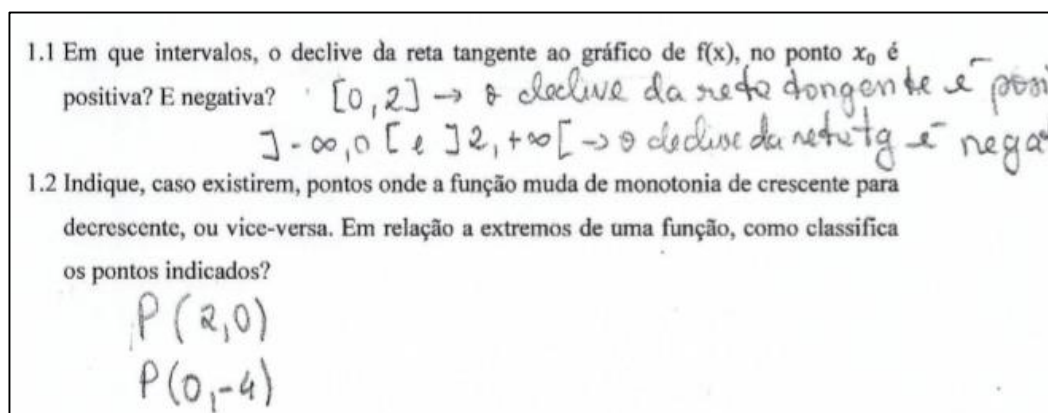 1.1 Em que intervalos, o declive da reta tangente ao gráfico de f(x), no ponto x₀ é
positiva? E negativa? [0,2] → o declive da reta tangente é posi
]-∞,0[ e ]2,+∞[ → o declive da reta tg é nega
1.2 Indique, caso existirem, pontos onde a função muda de monotonia de crescente para
decrescente, ou vice-versa. Em relação a extremos de uma função, como classifica
os pontos indicados?
P(2,0)
P(0,-4)